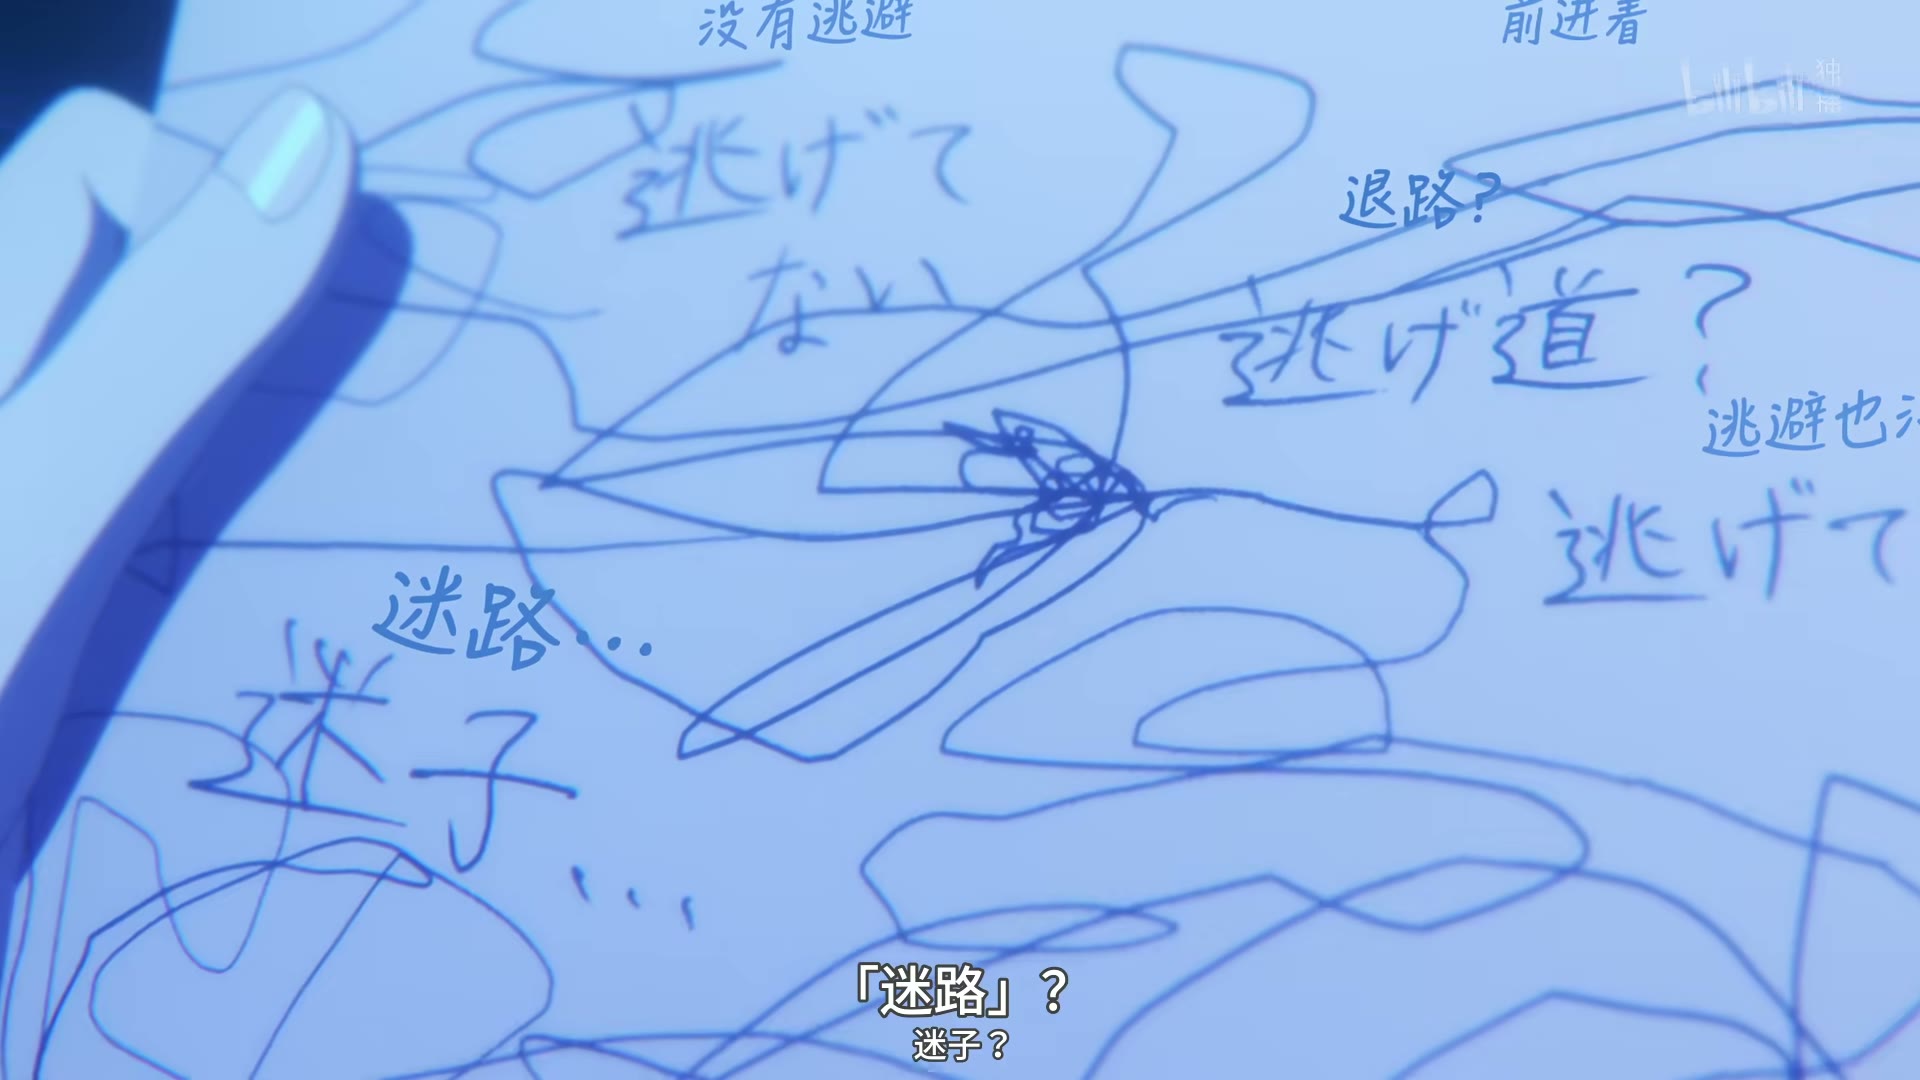 没有逃避
前进着
bilibili 独播
逃げて
ない
退路?
逃げ道?
逃避也没
逃げて
迷路...
迷子...
「迷路」?
迷子?